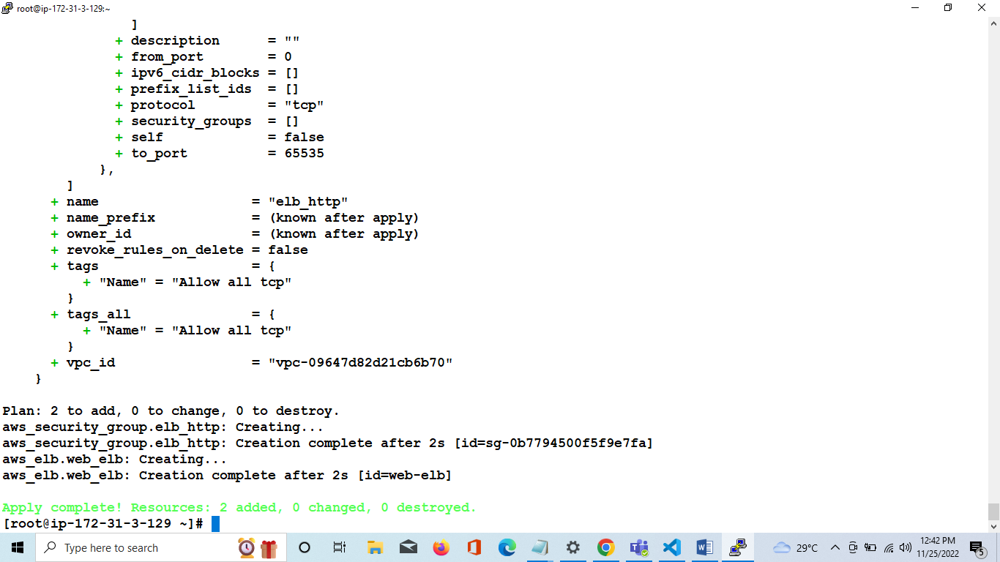 root@ip-172-31-3-129:~
]
+ description = ""
+ from_port = 0
+ ipv6_cidr_blocks = []
+ prefix_list_ids = []
+ protocol = "tcp"
+ security_groups = []
+ self = false
+ to_port = 65535
},
]
+ name = "elb_http"
+ name_prefix = (known after apply)
+ owner_id = (known after apply)
+ revoke_rules_on_delete = false
+ tags = {
+ "Name" = "Allow all tcp"
}
+ tags_all = {
+ "Name" = "Allow all tcp"
}
+ vpc_id = "vpc-09647d82d21cb6b70"
}
Plan: 2 to add, 0 to change, 0 to destroy.
aws_security_group.elb_http: Creating...
aws_security_group.elb_http: Creation complete after 2s [id=sg-0b7794500f5f9e7fa]
aws_elb.web_elb: Creating...
aws_elb.web_elb: Creation complete after 2s [id=web-elb]
Apply complete! Resources: 2 added, 0 changed, 0 destroyed.
[root@ip-172-31-3-129 ~]#
Type here to search
29°C
12:42 PM
11/25/2022
5